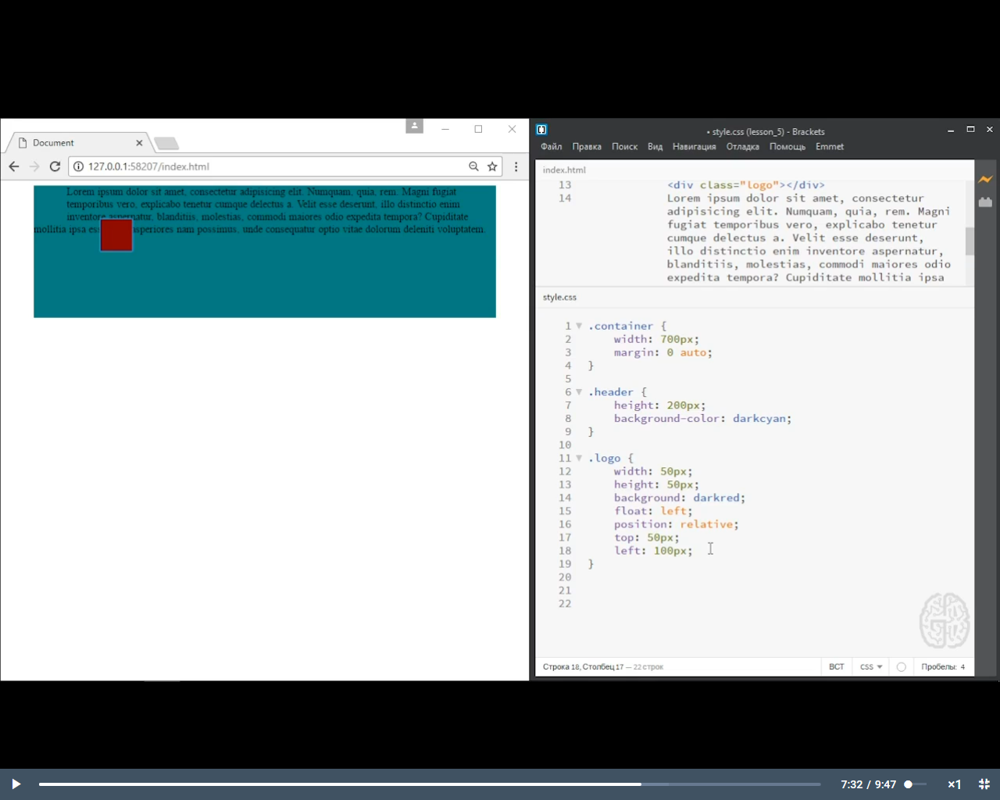 Document
127.0.0.1:58207/index.html
Lorem ipsum dolor sit amet, consectetur adipisicing elit. Numquam, quia, rem. Magni fugiat
temporibus vero, explicabo tenetur cumque delectus a. Velit esse deserunt, illo distinctio enim
inventore aspernatur, blanditiis, molestias, commodi maiores odio expedita tempora? Cupiditate
mollitia ipsa es asperiores nam possimus, unde consequatur optio vitae dolorum deleniti voluptatem.
• style.css (lesson_5) - Brackets
Файл Правка Поиск Вид Навигация Отладка Помощь Emmet
index.html
13 <div class="logo"></div>
14 Lorem ipsum dolor sit amet, consectetur
adipisicing elit. Numquam, quia, rem. Magni
fugiat temporibus vero, explicabo tenetur
cumque delectus a. Velit esse deserunt,
illo distinctio enim inventore aspernatur,
blanditiis, molestias, commodi maiores odio
expedita tempora? Cupiditate mollitia ipsa
style.css
1 .container {
2 width: 700px;
3 margin: 0 auto;
4 }
5
6 .header {
7 height: 200px;
8 background-color: darkcyan;
9 }
10
11 .logo {
12 width: 50px;
13 height: 50px;
14 background: darkred;
15 float: left;
16 position: relative;
17 top: 50px;
18 left: 100px;
19 }
20
21
22
Строка 18, Столбец 17 — 22 строк
ВСТ CSS Пробелы: 4
7:32 / 9:47 ×1